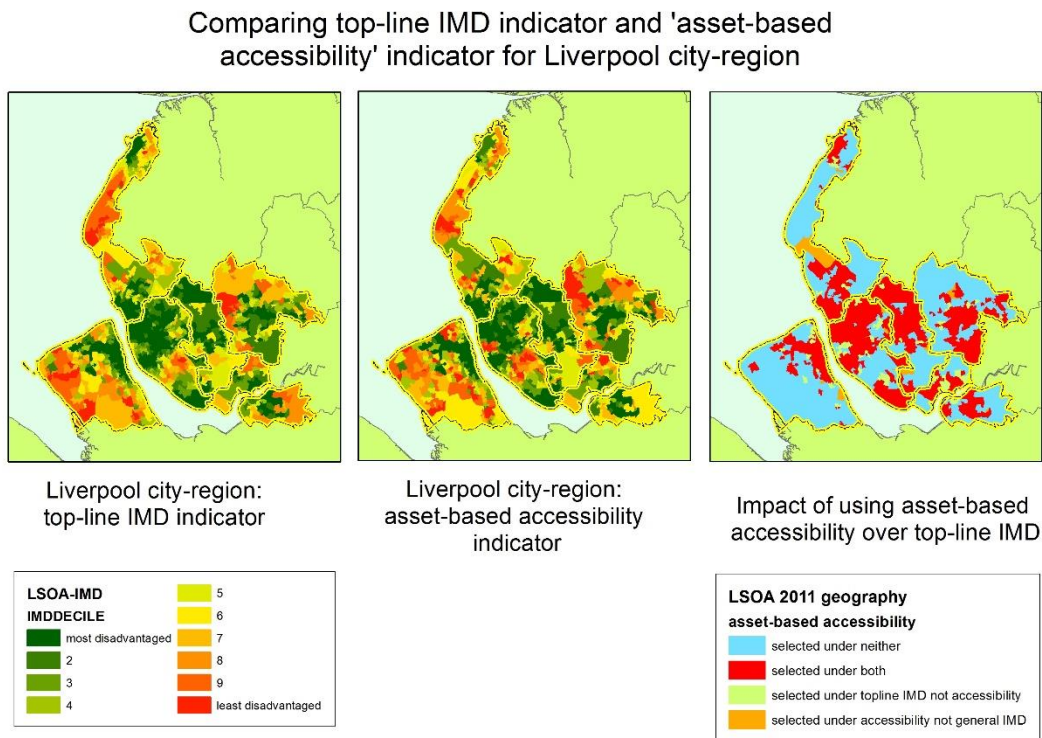 Comparing top-line IMD indicator and 'asset-based
accessibility' indicator for Liverpool city-region
Liverpool city-region:
top-line IMD indicator
Liverpool city-region:
asset-based accessibility
indicator
Impact of using asset-based
accessibility over top-line IMD
LSOA-IMD
IMDDECILE
most disadvantaged
2
3
4
5
6
7
8
9
least disadvantaged
LSOA 2011 geography
asset-based accessibility
selected under neither
selected under both
selected under topline IMD not accessibility
selected under accessibility not general IMD